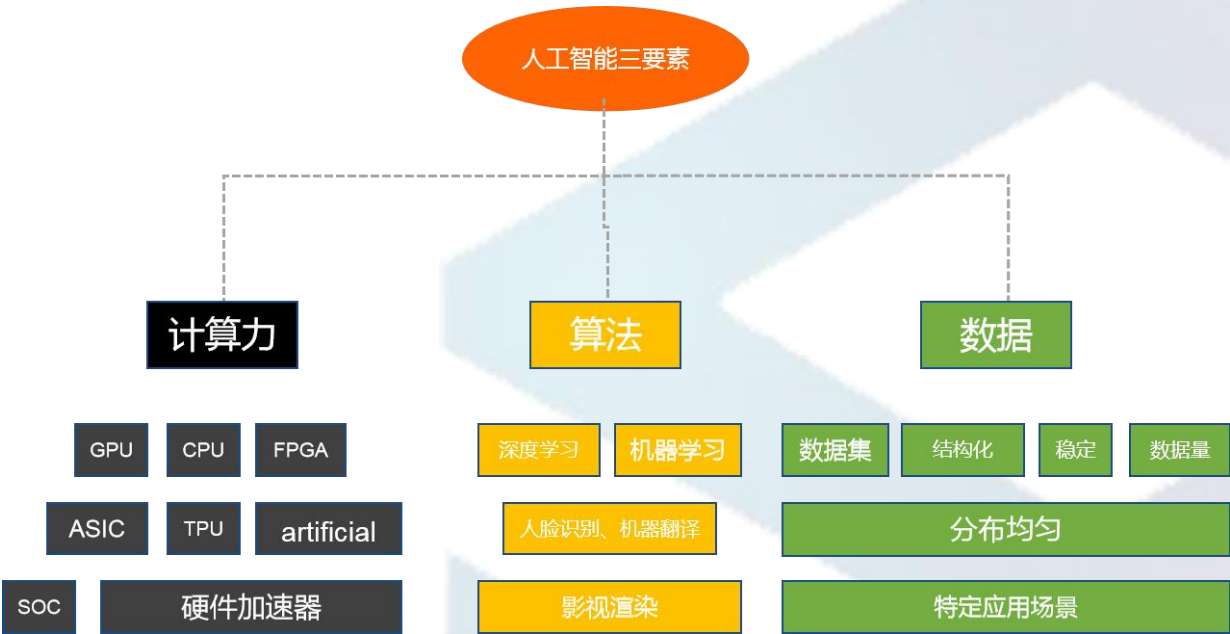 人工智能三要素
计算力
算法
数据
GPU
CPU
FPGA
深度学习
机器学习
数据集
结构化
稳定
数据量
ASIC
TPU
artificial
人脸识别、机器翻译
分布均匀
SOC
硬件加速器
影视渲染
特定应用场景